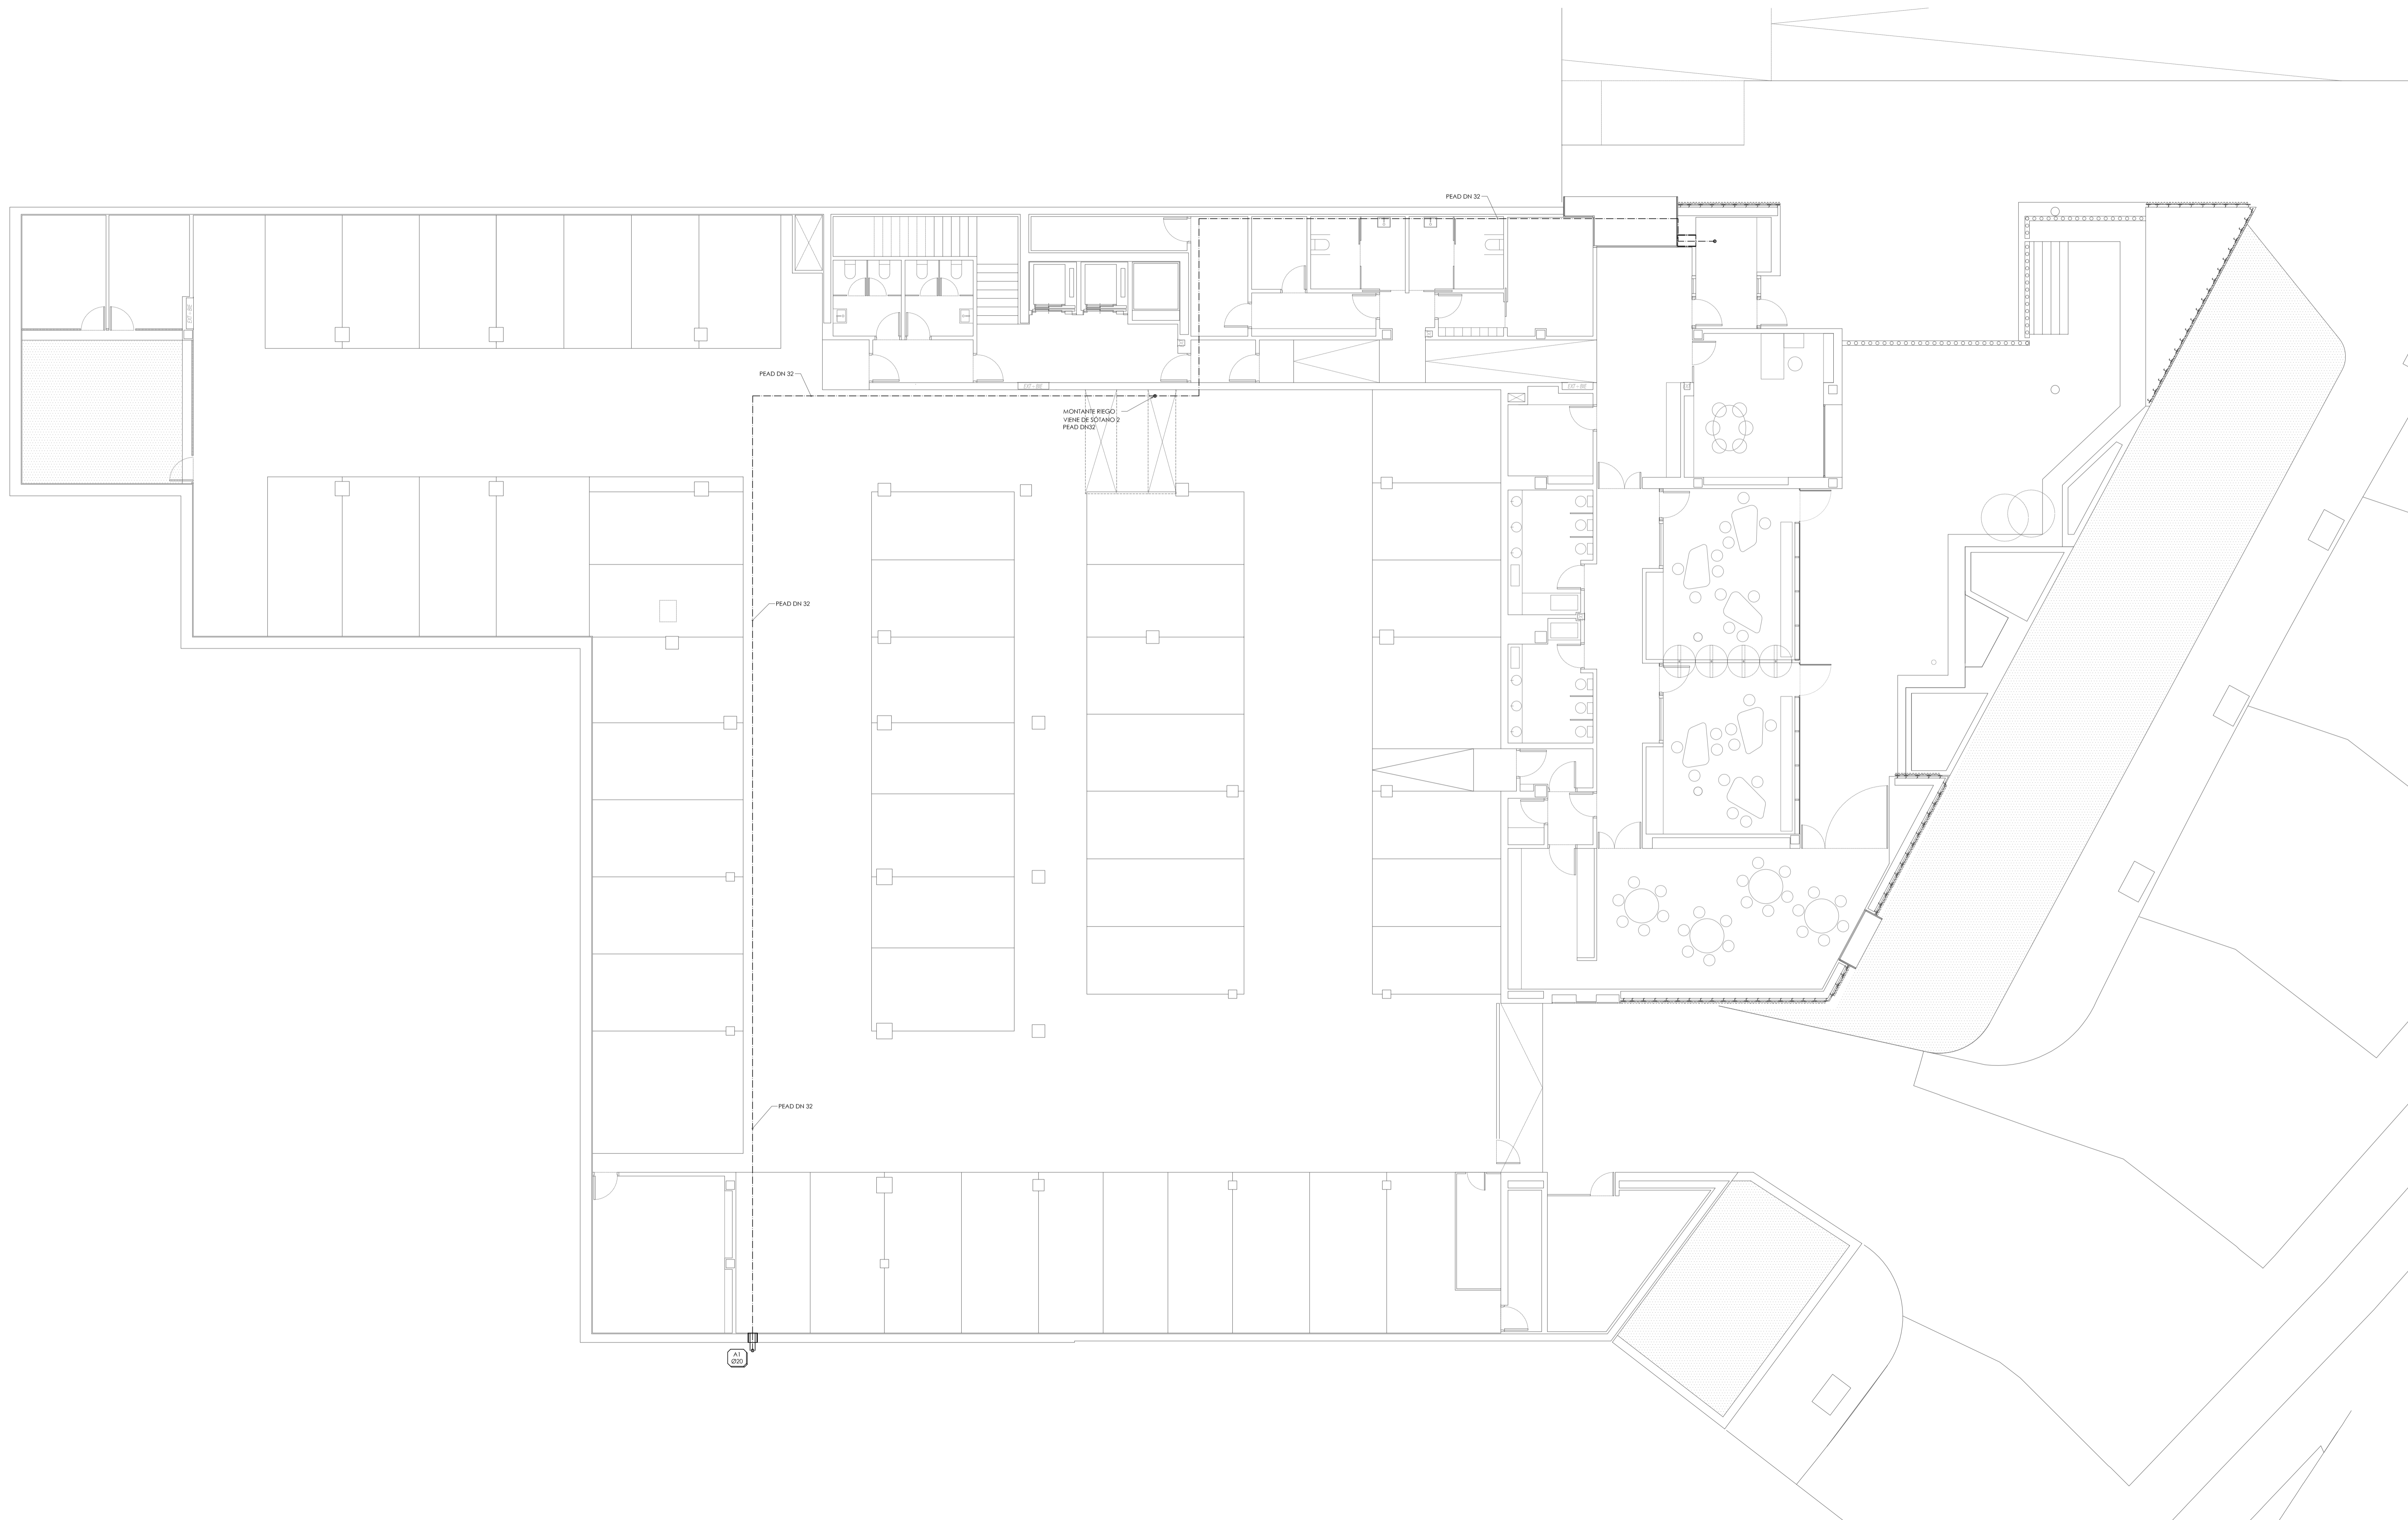 PEAD DN 32
PEAD DN 32
MONTANTE RIEGO
VIENE DE SÓTANO 2
PEAD DN32
PEAD DN 32
PEAD DN 32
A1
Ø20